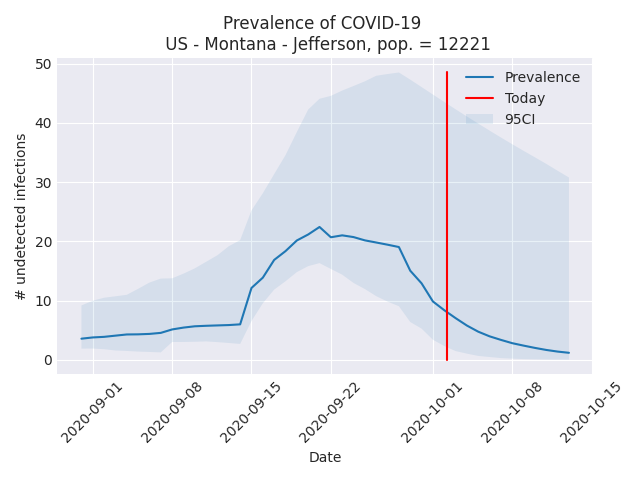 Prevalence of COVID-19
US - Montana - Jefferson, pop. = 12221
Prevalence
Today
95CI
# undetected infections
50
40
30
20
10
0
2020-09-01
2020-09-08
2020-09-15
2020-09-22
2020-10-01
2020-10-08
2020-10-15
Date